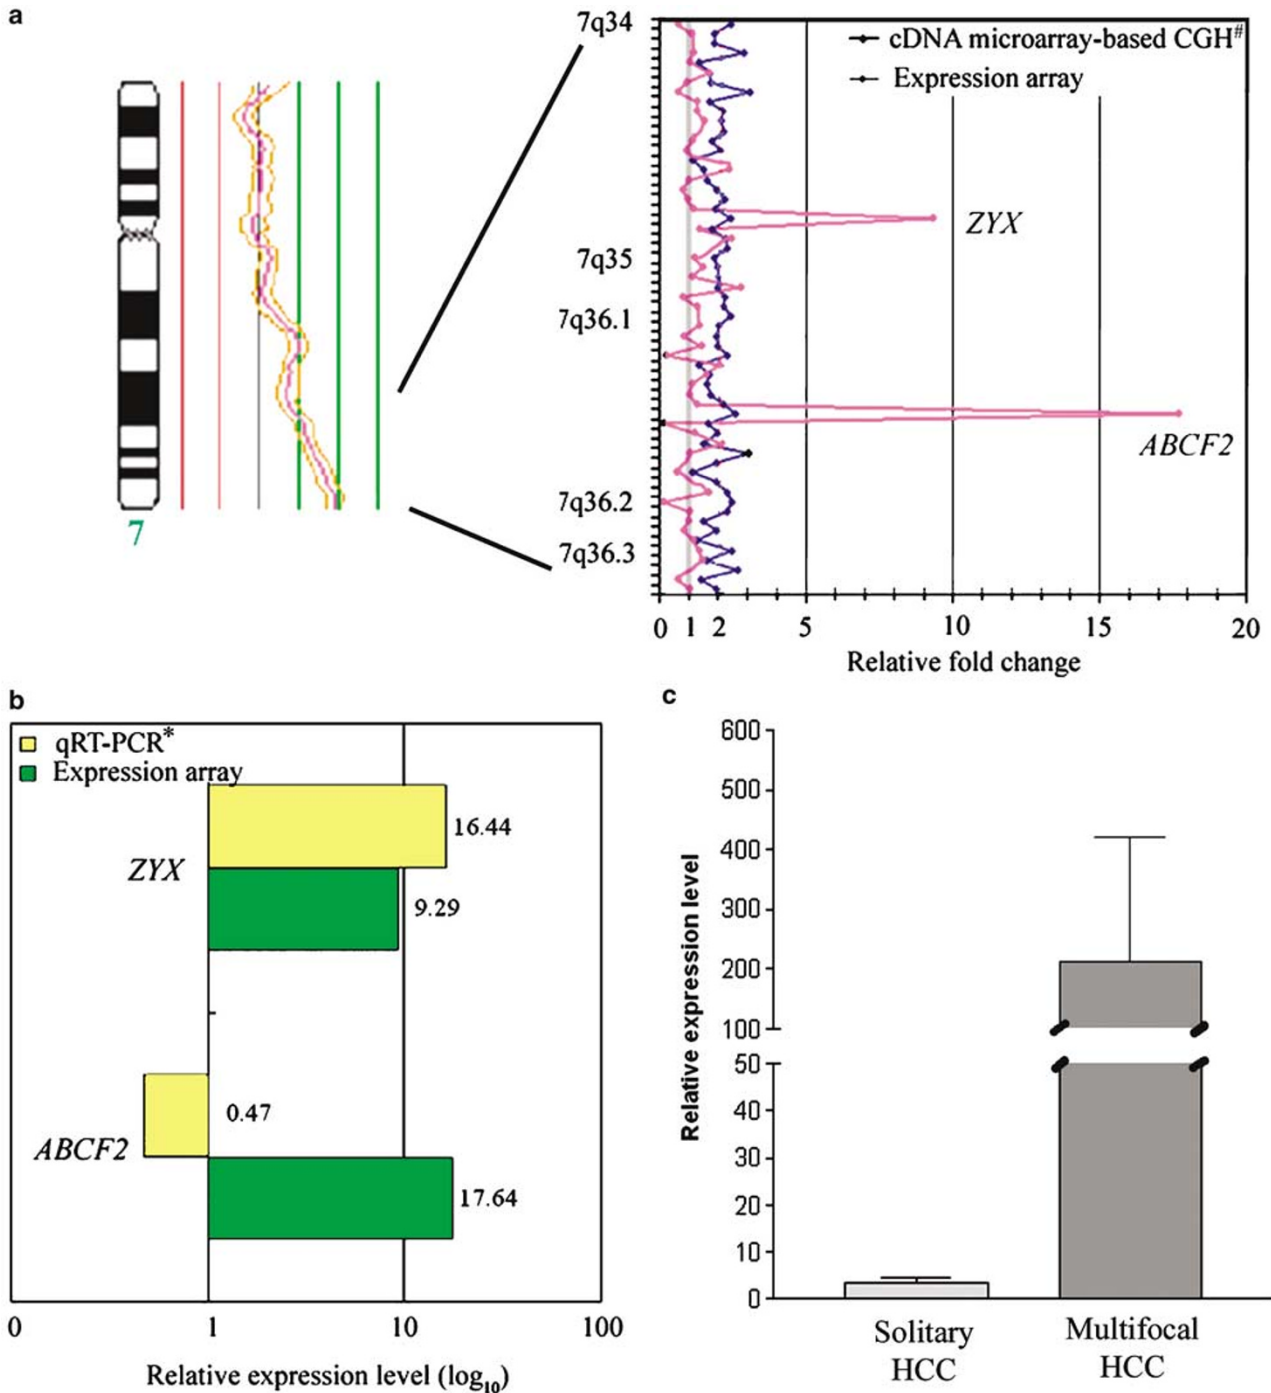 a
7
7q34
7q35
7q36.1
7q36.2
7q36.3
cDNA microarray-based CGH#
Expression array
ZYX
ABCF2
0 1 2 5 10 15 20
Relative fold change
b
qRT-PCR*
Expression array
ZYX
16.44
9.29
ABCF2
0.47
17.64
0 1 10 100
Relative expression level (log10)
c
Relative expression level
600
500
400
300
200
100
50
40
30
20
10
0
Solitary
HCC
Multifocal
HCC